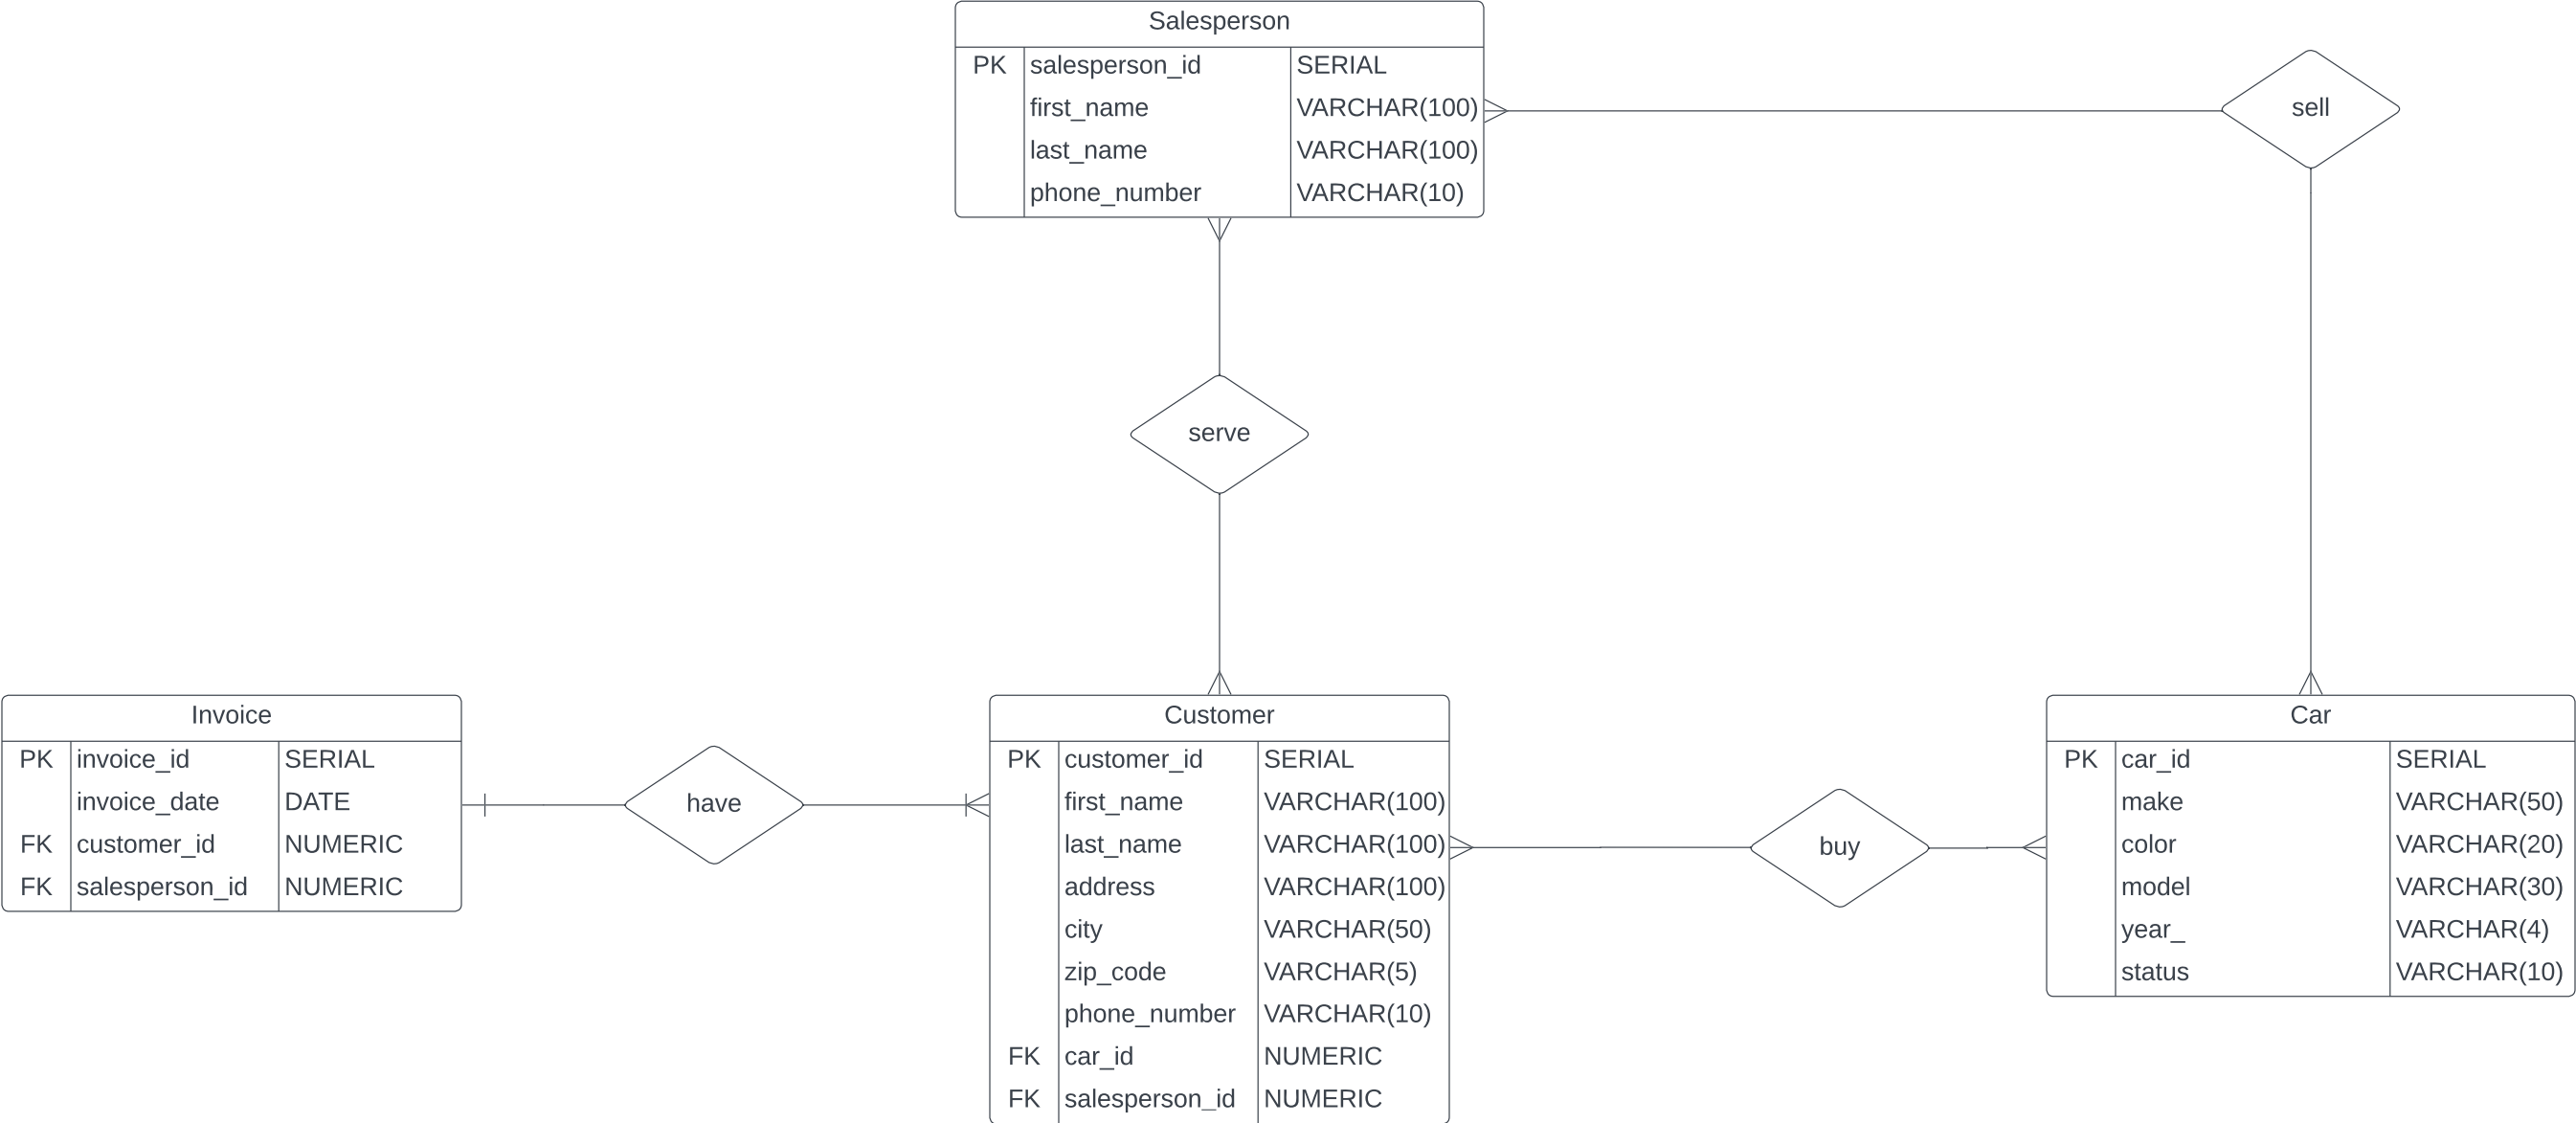 Salesperson
PK salesperson_id SERIAL
first_name VARCHAR(100)
last_name VARCHAR(100)
phone_number VARCHAR(10)
sell
serve
Invoice
PK invoice_id SERIAL
invoice_date DATE
FK customer_id NUMERIC
FK salesperson_id NUMERIC
have
Customer
PK customer_id SERIAL
first_name VARCHAR(100)
last_name VARCHAR(100)
address VARCHAR(100)
city VARCHAR(50)
zip_code VARCHAR(5)
phone_number VARCHAR(10)
FK car_id NUMERIC
FK salesperson_id NUMERIC
buy
Car
PK car_id SERIAL
make VARCHAR(50)
color VARCHAR(20)
model VARCHAR(30)
year_ VARCHAR(4)
status VARCHAR(10)